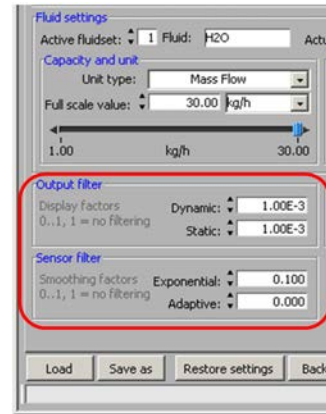 Fluid settings
Active fluidset: 1 Fluid: H2O
Capacity and unit
Unit type: Mass Flow
Full scale value: 30.00 kg/h
1.00 kg/h 30.00
Output filter
Display factors Dynamic: 1.00E-3
0..1, 1 = no filtering Static: 1.00E-3
Sensor filter
Smoothing factors Exponential: 0.100
0..1, 1 = no filtering Adaptive: 0.000
Load Save as Restore settings Back